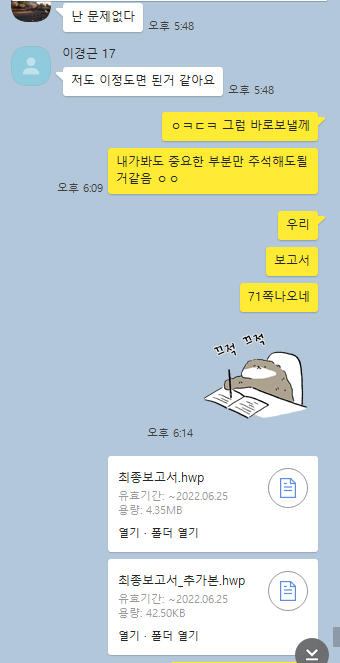 난 문제없다
오후 5:48
이경근 17
저도 이정도면 된거 같아요
오후 5:48
ㅇㅋㄷㅋ 그럼 바로보낼께
내가봐도 중요한 부분만 주석해도될
거같음 ㅇㅇ
오후 6:09
우리
보고서
71쪽나오네
끄적 끄적
오후 6:14
최종보고서.hwp
유효기간: ~2022.06.25
용량: 4.35MB
열기 · 폴더 열기
최종보고서_추가본.hwp
유효기간: ~2022.06.25
용량: 42.50KB
열기 · 폴더 열기